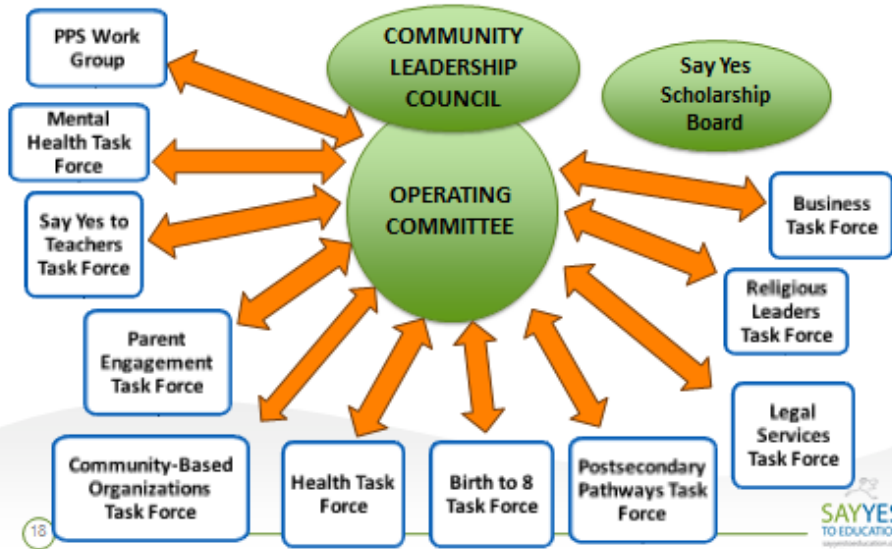 PPS Work
Group
COMMUNITY
LEADERSHIP
COUNCIL
Say Yes
Scholarship
Board
Mental
Health Task
Force
OPERATING
COMMITTEE
Business
Task Force
Say Yes to
Teachers
Task Force
Religious
Leaders
Task Force
Parent
Engagement
Task Force
Legal
Services
Task Force
Community-Based
Organizations
Task Force
Health Task
Force
Birth to 8
Task Force
Postsecondary
Pathways Task
Force
18
SAYYES
TO EDUCATION